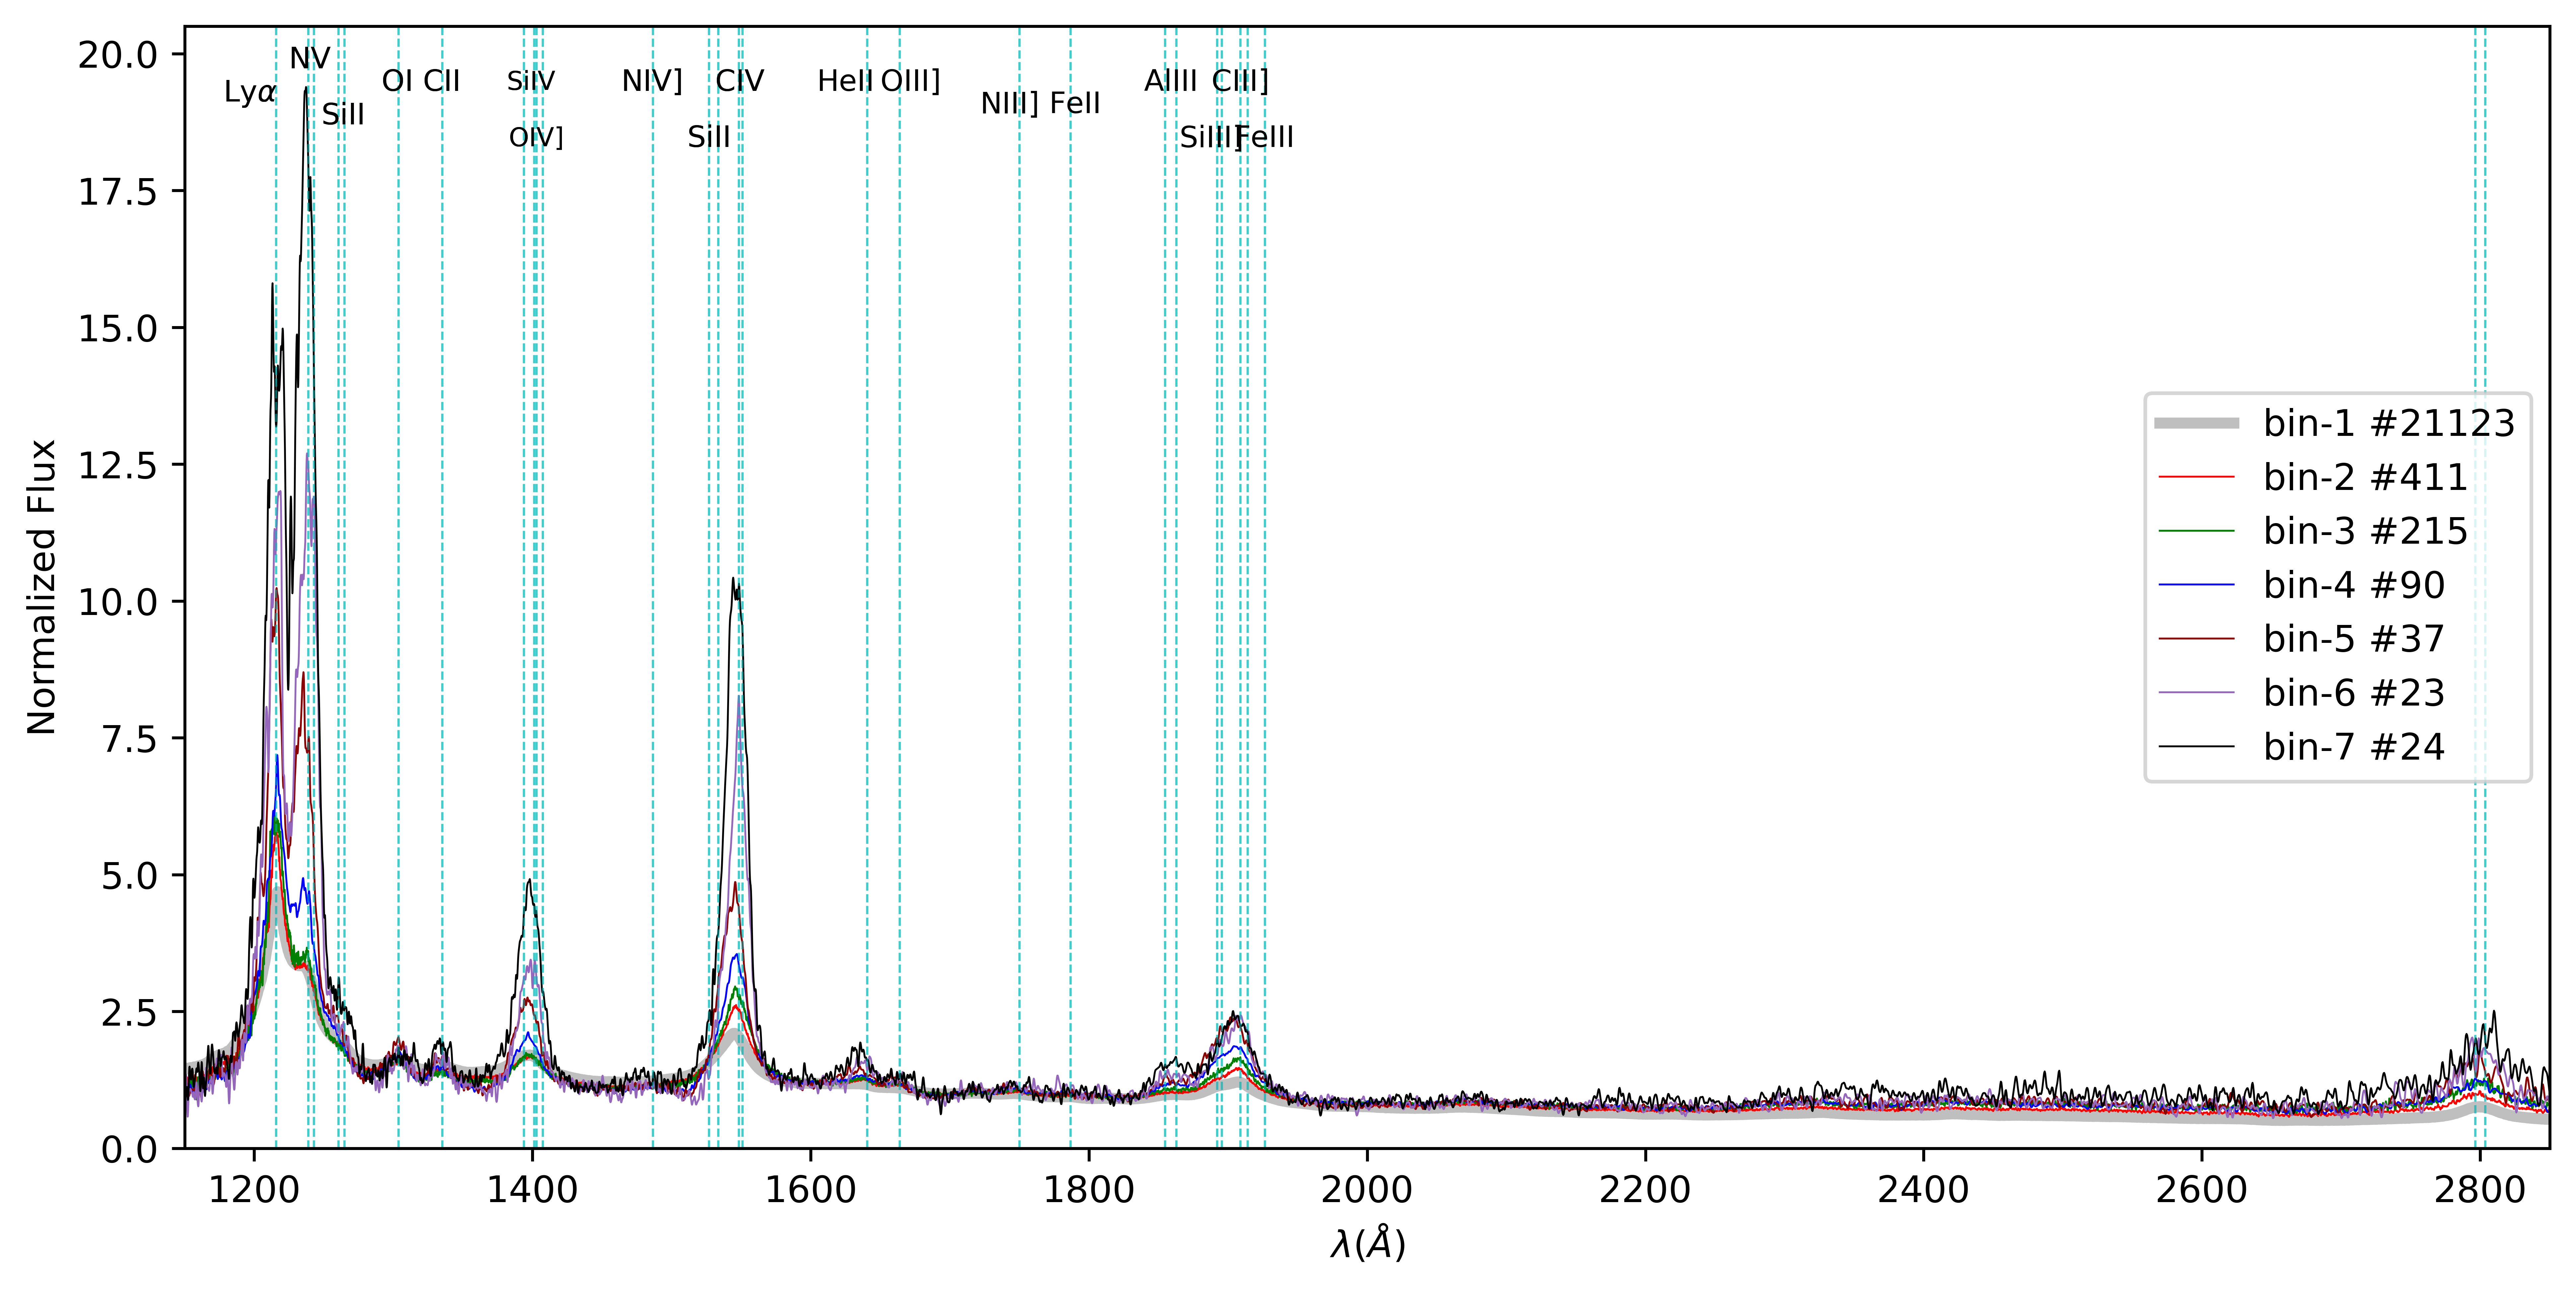 NV
Lyα
SiII
OI CII
SiIV
OIV]
NIV]
CIV
SiII
HeII OIII]
NIII] FeII
AlIII CIII]
SiIII]
FeIII
20.0
17.5
15.0
12.5
10.0
7.5
5.0
2.5
0.0
Normalized Flux
bin-1 #21123
bin-2 #411
bin-3 #215
bin-4 #90
bin-5 #37
bin-6 #23
bin-7 #24
1200 1400 1600 1800 2000 2200 2400 2600 2800
λ(Å)